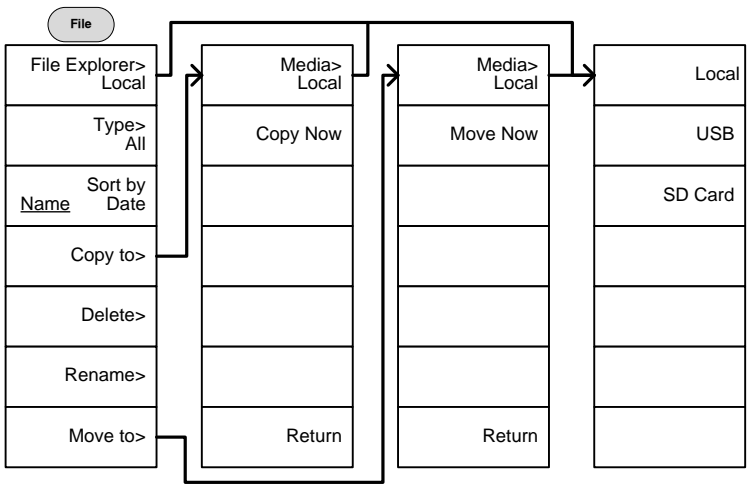 File
File Explorer>
Local
Type>
All
Sort by
Name Date
Copy to>
Delete>
Rename>
Move to>
Media>
Local
Copy Now
Return
Media>
Local
Move Now
Return
Local
USB
SD Card